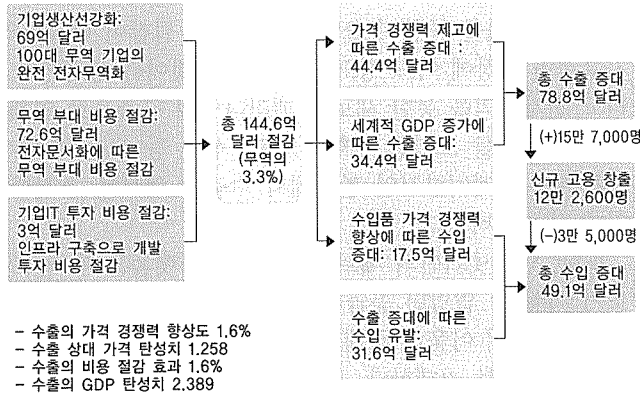 기업생산선강화:
69억 달러
100대 무역 기업의
완전 전자무역화
무역 부대 비용 절감:
72.6억 달러
전자문서화에 따른
무역 부대 비용 절감
기업IT 투자 비용 절감:
3억 달러
인프라 구축으로 개발
투자 비용 절감
총 144.6억
달러 절감
(무역의
3.3%)
가격 경쟁력 제고에
따른 수출 증대 :
44.4억 달러
세계적 GDP 증가에
따른 수출 증대:
34.4억 달러
수입품 가격 경쟁력
향상에 따른 수입
증대: 17.5억 달러
수출 증대에 따른
수입 유발:
31.6억 달러
총 수출 증대
78.8억 달러
(+)15만 7,000명
신규 고용 창출
12만 2,600명
(−)3만 5,000명
총 수입 증대
49.1억 달러
– 수출의 가격 경쟁력 향상도 1.6%
– 수출 상대 가격 탄성치 1.258
– 수출의 비용 절감 효과 1.6%
– 수출의 GDP 탄성치 2.389